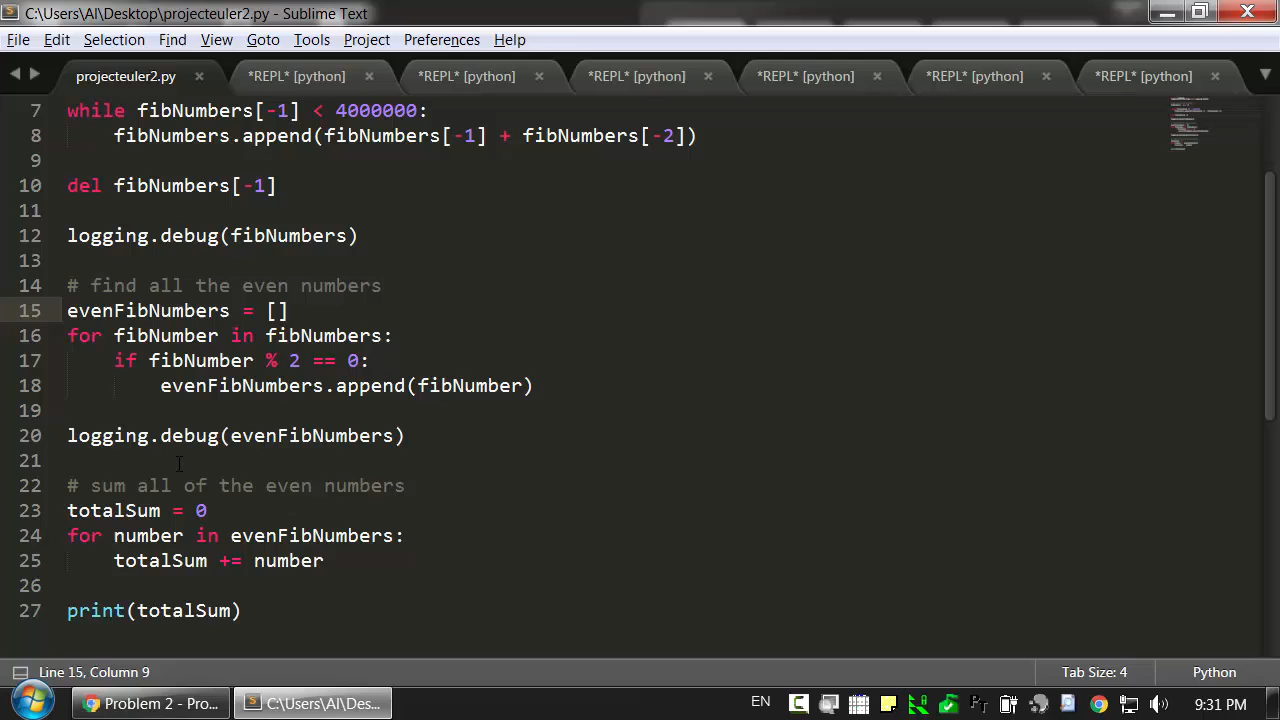 C:\Users\AI\Desktop\projecteuler2.py - Sublime Text
File Edit Selection Find View Goto Tools Project Preferences Help
projecteuler2.py × *REPL* [python] × *REPL* [python] × *REPL* [python] × *REPL* [python] × *REPL* [python] × *REPL* [python] ×
7 while fibNumbers[-1] < 4000000:
8 fibNumbers.append(fibNumbers[-1] + fibNumbers[-2])
9
10 del fibNumbers[-1]
11
12 logging.debug(fibNumbers)
13
14 # find all the even numbers
15 evenFibNumbers = []
16 for fibNumber in fibNumbers:
17 if fibNumber % 2 == 0:
18 evenFibNumbers.append(fibNumber)
19
20 logging.debug(evenFibNumbers)
21
22 # sum all of the even numbers
23 totalSum = 0
24 for number in evenFibNumbers:
25 totalSum += number
26
27 print(totalSum)
Line 15, Column 9 Tab Size: 4 Python
Problem 2 - Pro... C:\Users\AI\Des... EN 9:31 PM